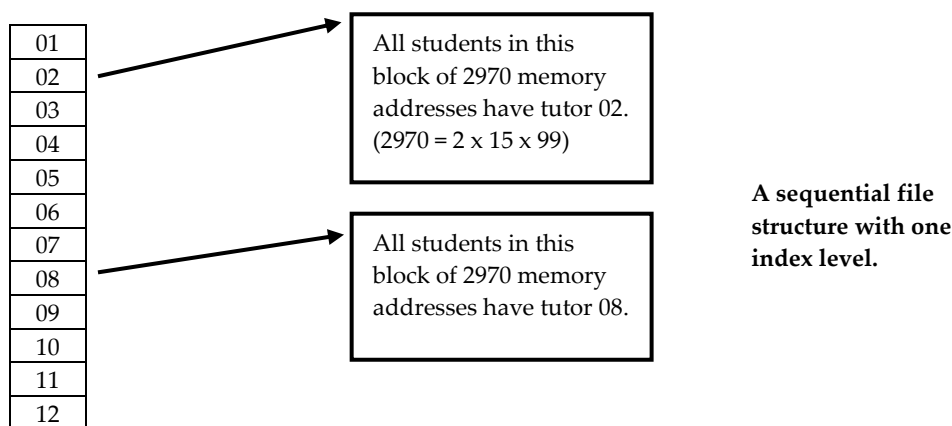 01
02
03
04
05
06
07
08
09
10
11
12
All students in this
block of 2970 memory
addresses have tutor 02.
(2970 = 2 x 15 x 99)
All students in this
block of 2970 memory
addresses have tutor 08.
A sequential file
structure with one
index level.